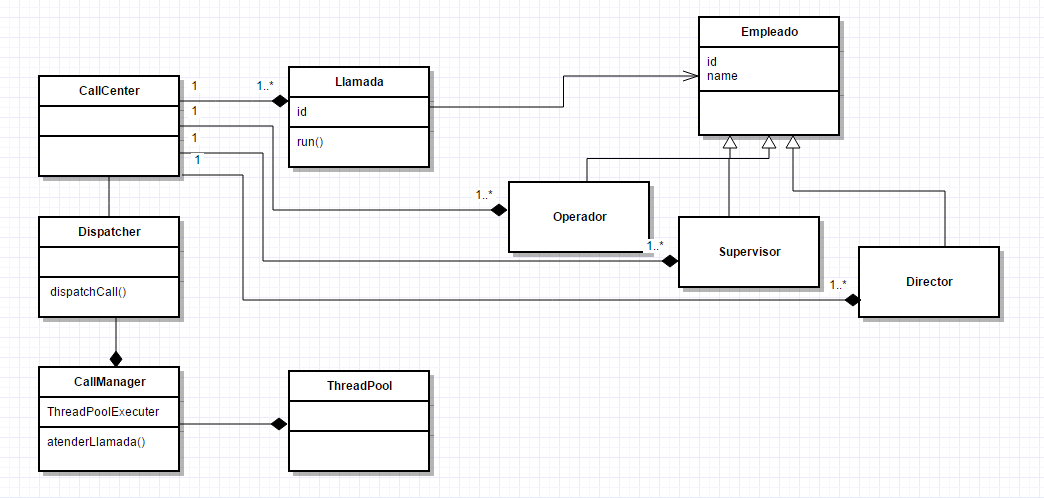 Empleado
id
name
CallCenter
1
1..*
1
1
1
Llamada
id
run()
1..*
Operador
1..*
Supervisor
1..*
Director
Dispatcher
dispatchCall()
CallManager
ThreadPoolExecuter
atenderLlamada()
ThreadPool